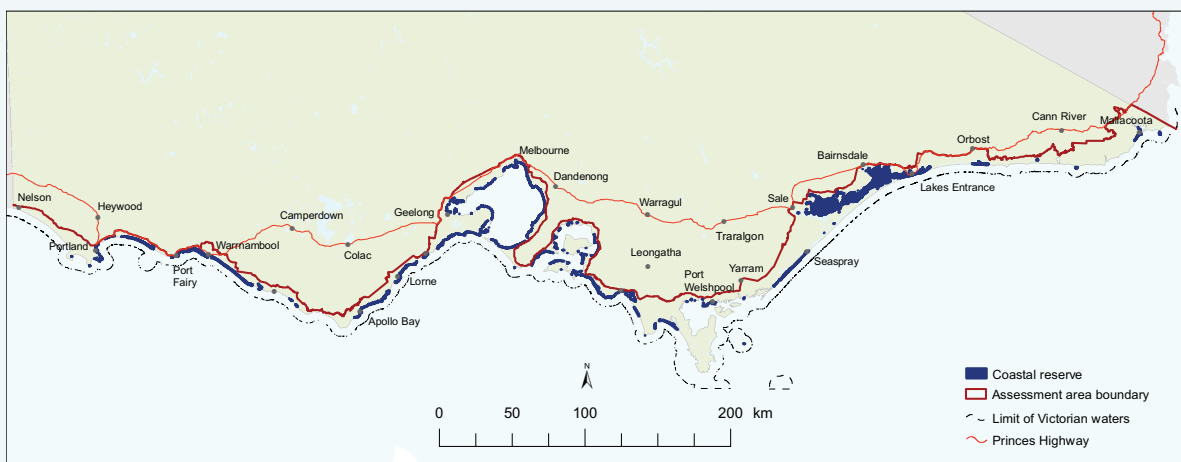 Cann River
Mallacoota
Orbost
Melbourne
Bairnsdale
Dandenong
Lakes Entrance
Nelson
Heywood
Camperdown
Geelong
Warragul
Sale
Traralgon
Portland
Warrnambool
Colac
Leongatha
Seaspray
Port
Fairy
Lorne
Port
Welshpool
Yarram
Apollo Bay
N
0 50 100 200 km
Coastal reserve
Assessment area boundary
Limit of Victorian waters
Princes Highway